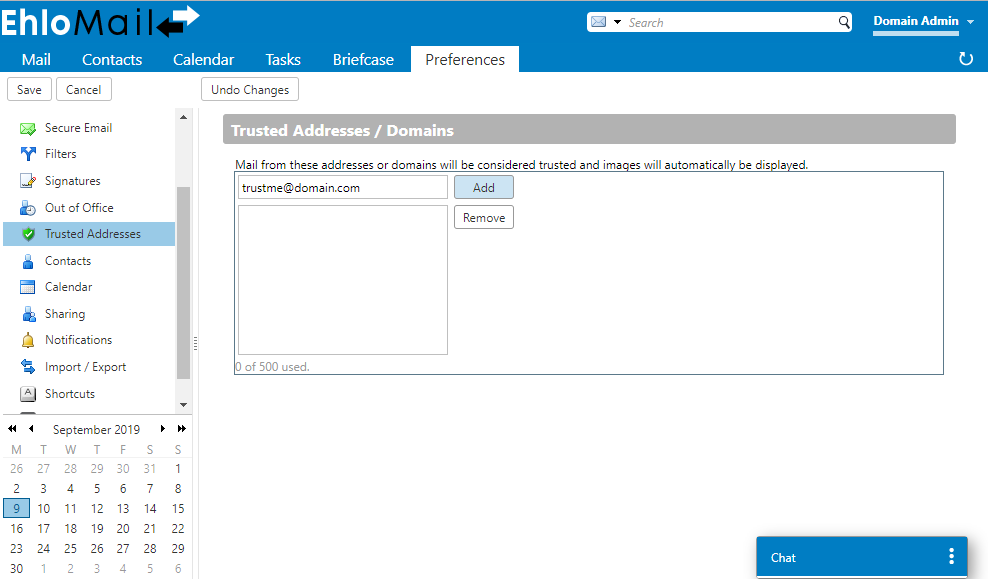 EhloMail
Search
Domain Admin
Mail Contacts Calendar Tasks Briefcase Preferences
Save Cancel Undo Changes
Secure Email
Filters
Signatures
Out of Office
Trusted Addresses
Contacts
Calendar
Sharing
Notifications
Import / Export
Shortcuts
Trusted Addresses / Domains
Mail from these addresses or domains will be considered trusted and images will automatically be displayed.
trustme@domain.com Add
Remove
0 of 500 used.
September 2019
M T W T F S S
26 27 28 29 30 31 1
2 3 4 5 6 7 8
9 10 11 12 13 14 15
16 17 18 19 20 21 22
23 24 25 26 27 28 29
30 1 2 3 4 5 6
Chat